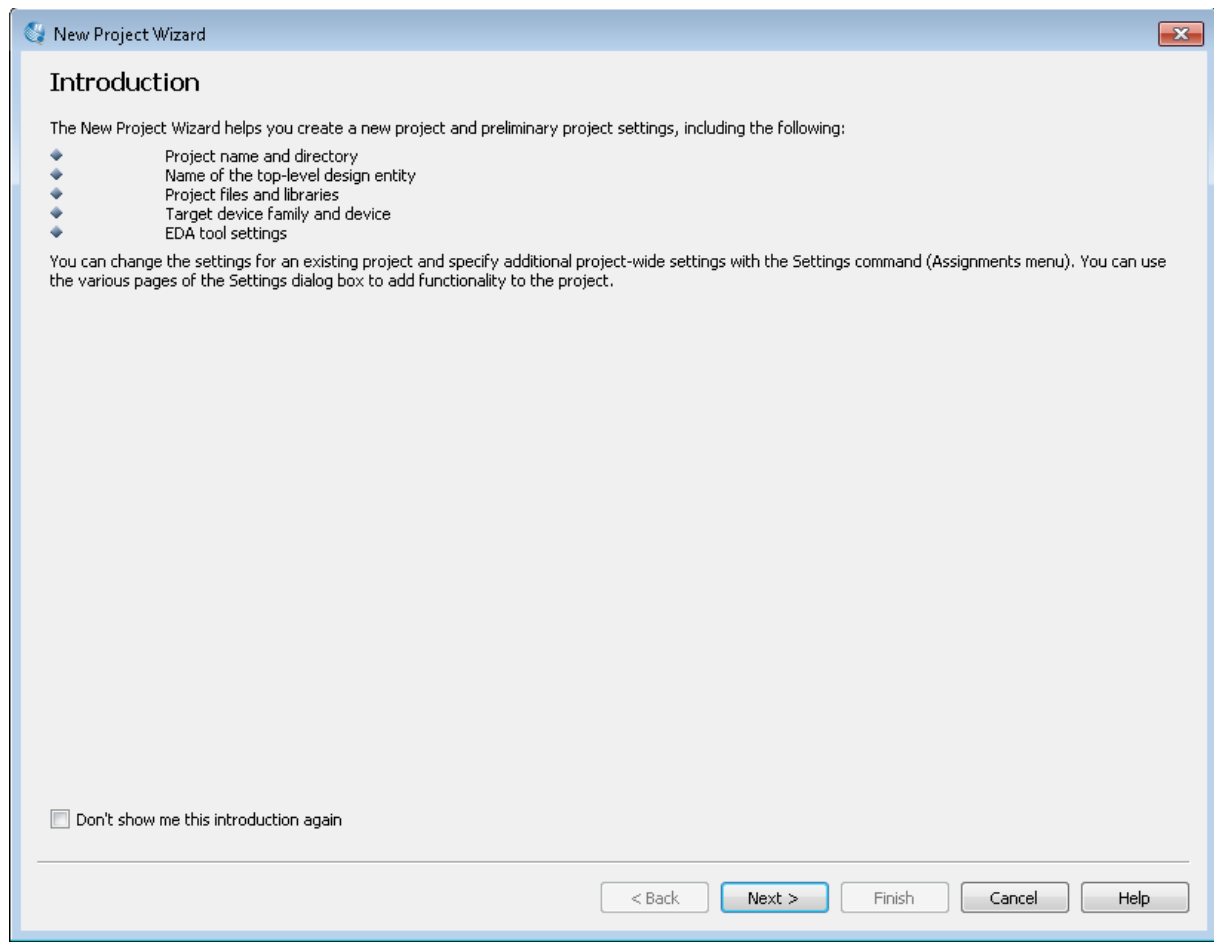 New Project Wizard
Introduction
The New Project Wizard helps you create a new project and preliminary project settings, including the following:
Project name and directory
Name of the top-level design entity
Project files and libraries
Target device family and device
EDA tool settings
You can change the settings for an existing project and specify additional project-wide settings with the Settings command (Assignments menu). You can use
the various pages of the Settings dialog box to add functionality to the project.
Don't show me this introduction again
< Back Next > Finish Cancel Help